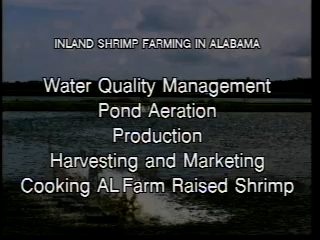 INLAND SHRIMP FARMING IN ALABAMA
Water Quality Management
Pond Aeration
Production
Harvesting and Marketing
Cooking AL Farm Raised Shrimp